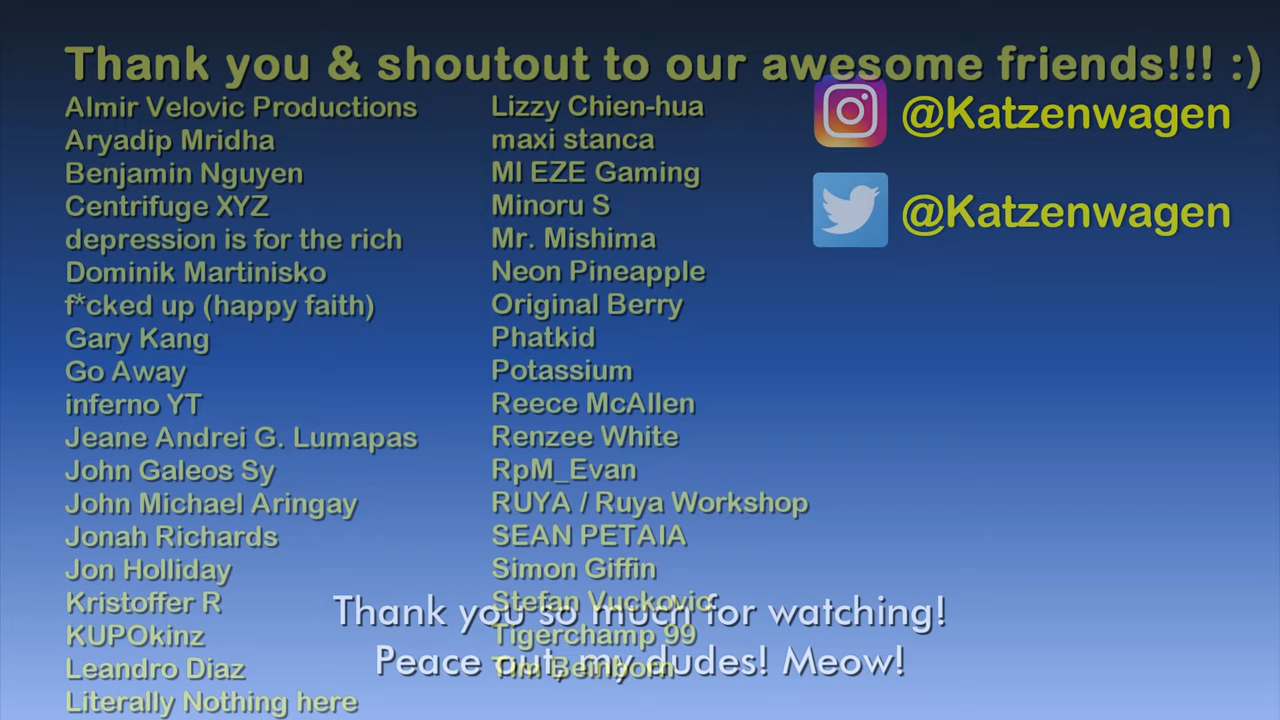 Thank you & shoutout to our awesome friends!!! :)
Almir Velovic Productions
Aryadip Mridha
Benjamin Nguyen
Centrifuge XYZ
depression is for the rich
Dominik Martinisko
f*cked up (happy faith)
Gary Kang
Go Away
inferno YT
Jeane Andrei G. Lumapas
John Galeos Sy
John Michael Aringay
Jonah Richards
Jon Holliday
Kristoffer R
KUPOkinz
Leandro Diaz
Literally Nothing here
Lizzy Chien-hua
maxi stanca
MI EZE Gaming
Minoru S
Mr. Mishima
Neon Pineapple
Original Berry
Phatkid
Potassium
Reece McAllen
Renzee White
RpM_Evan
RUYA / Ruya Workshop
SEAN PETAIA
Simon Giffin
Stefan Vuckovic
Tigerchamp 99
Tim Beinborn
@Katzenwagen
@Katzenwagen
Thank you so much for watching!
Peace out, my dudes! Meow!